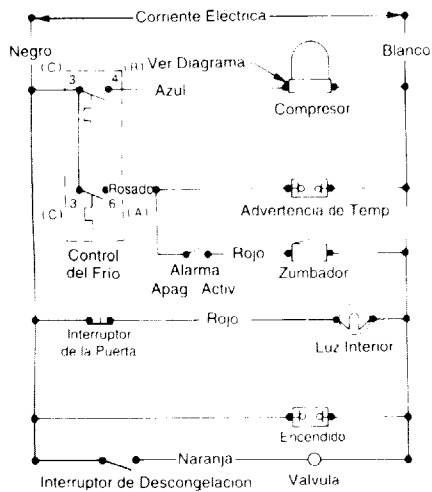 Corriente Eléctrica
Negro
Blanco
(C) 3 4 (B) Ver Diagrama
Azul
Compresor
Rosado
(C) 3 6 (A)
Advertencia de Temp
Control
del Frio
Rojo
Alarma
Zumbador
Apag Activ
Rojo
Interruptor
de la Puerta
Luz Interior
Encendido
Naranja
Interruptor de Descongelacion
Valvula